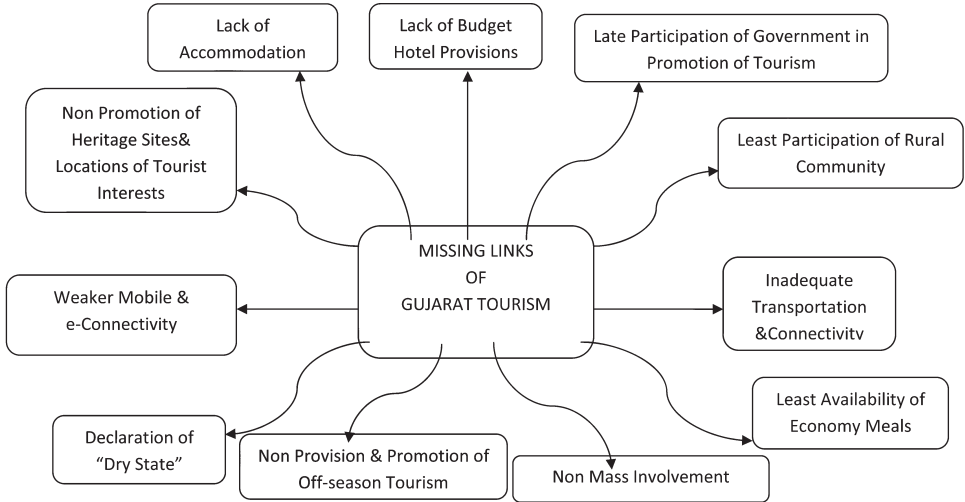 Lack of
Accommodation
Lack of Budget
Hotel Provisions
Late Participation of Government in
Promotion of Tourism
Non Promotion of
Heritage Sites&
Locations of Tourist
Interests
Least Participation of Rural
Community
MISSING LINKS
OF
GUJARAT TOURISM
Weaker Mobile &
e-Connectivity
Inadequate
Transportation
&Connectivity
Declaration of
“Dry State”
Non Provision & Promotion of
Off-season Tourism
Non Mass Involvement
Least Availability of
Economy Meals